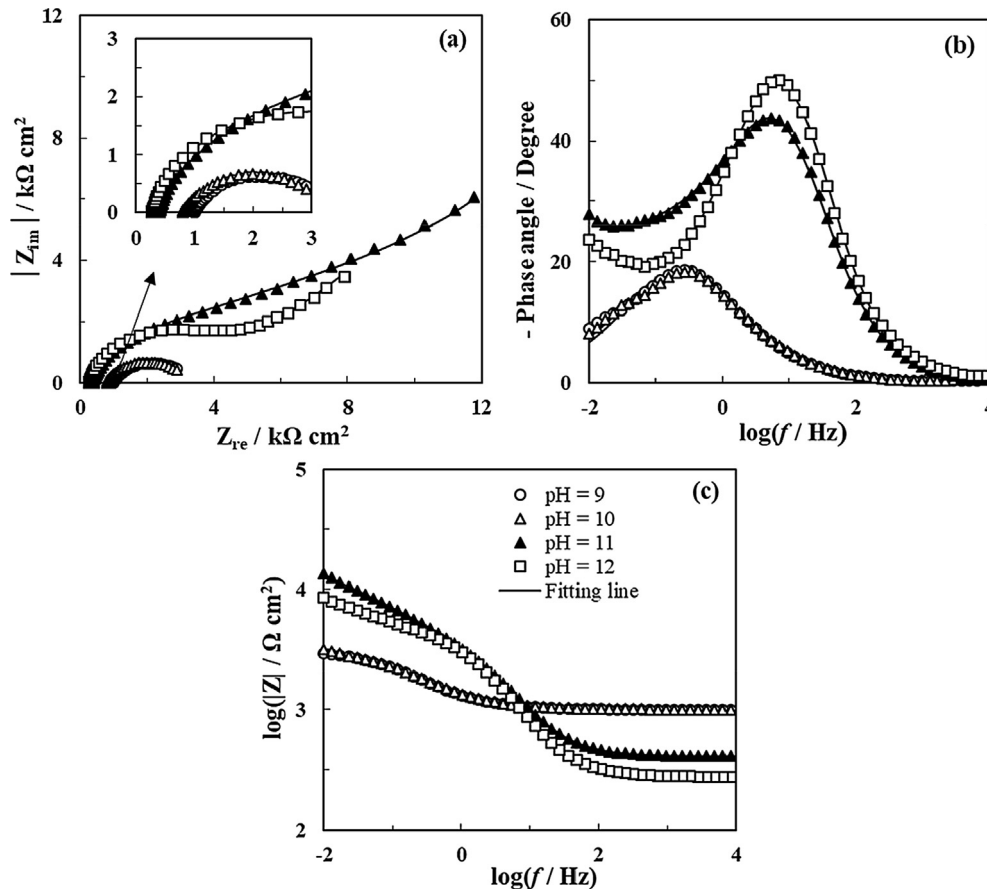 (a)
12
8
4
0
| Z_im | / kΩ cm²
3
2
1
0
0 1 2 3
0 4 8 12
Z_re / kΩ cm²
(b)
60
40
20
0
- Phase angle / Degree
-2 0 2 4
log(f / Hz)
(c)
5
4
3
2
log(|Z| / Ω cm²)
pH = 9
pH = 10
pH = 11
pH = 12
Fitting line
-2 0 2 4
log(f / Hz)